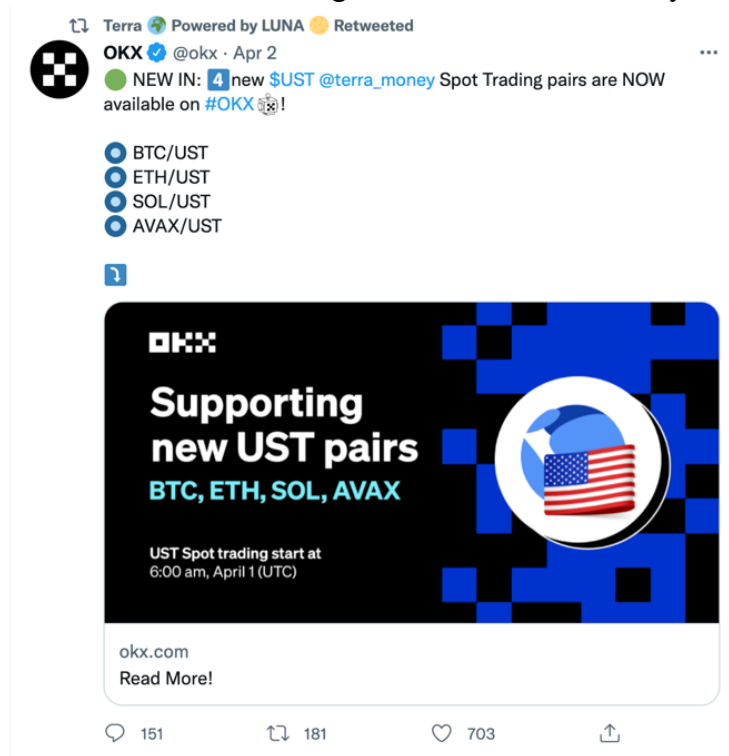 Terra 🌍 Powered by LUNA 🌕 Retweeted
OKX @okx · Apr 2
🟢 NEW IN: 4️⃣ new $UST @terra_money Spot Trading pairs are NOW
available on #OKX !
BTC/UST
ETH/UST
SOL/UST
AVAX/UST
⤵️
OKX
Supporting
new UST pairs
BTC, ETH, SOL, AVAX
UST Spot trading start at
6:00 am, April 1 (UTC)
okx.com
Read More!
151 181 703